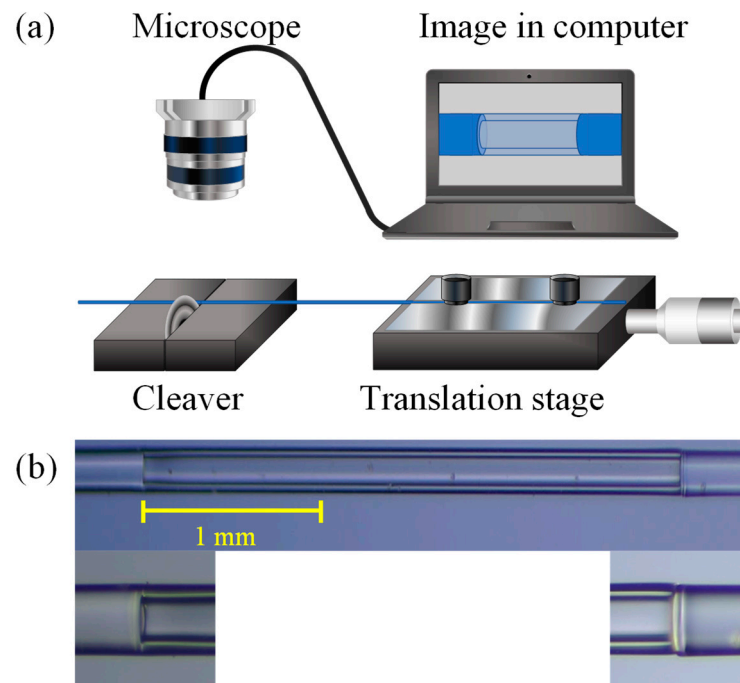 (a)
Microscope
Image in computer
Cleaver
Translation stage
(b)
1 mm